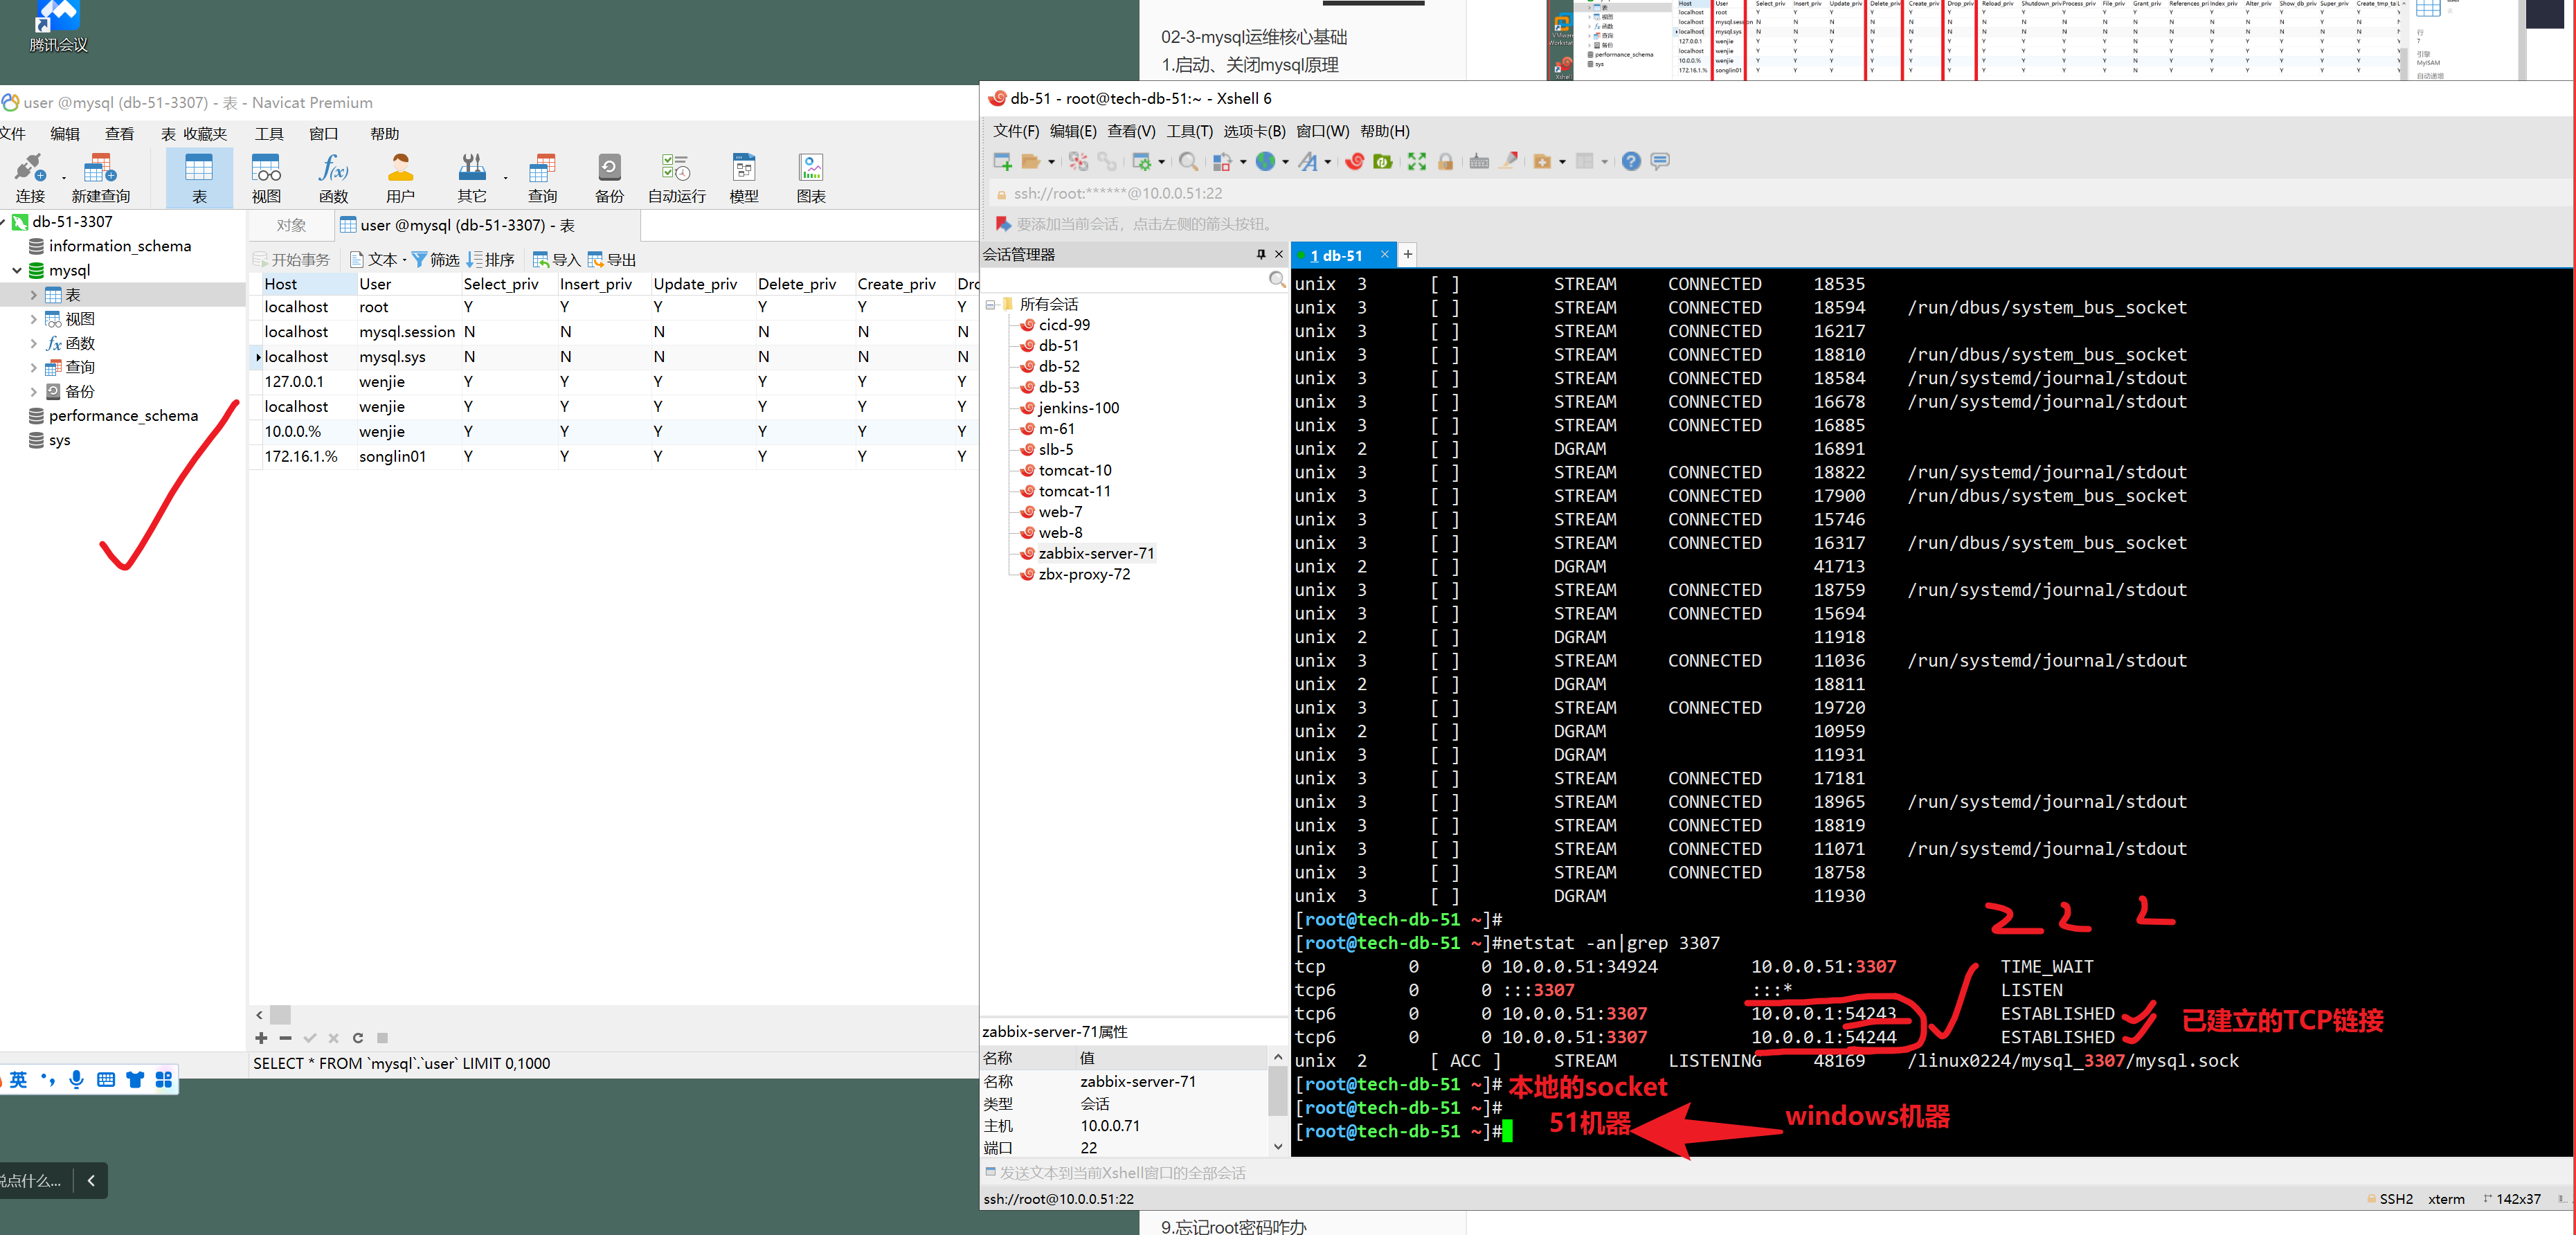 腾讯会议
02-3-mysql运维核心基础
1.启动、关闭mysql原理
user @mysql (db-51-3307) - 表 - Navicat Premium
文件 编辑 查看 表 收藏夹 工具 窗口 帮助
连接 新建查询 表 视图 函数 用户 其它 查询 备份 自动运行 模型 图表
db-51-3307
information_schema
mysql
表
视图
函数
查询
备份
performance_schema
sys
对象 user @mysql (db-51-3307) - 表
开始事务 文本 筛选 排序 导入 导出
Host User Select_priv Insert_priv Update_priv Delete_priv Create_priv Dro
localhost root Y Y Y Y Y Y
localhost mysql.session N N N N N N
localhost mysql.sys N N N N N N
127.0.0.1 wenjie Y Y Y Y Y Y
localhost wenjie Y Y Y Y Y Y
10.0.0.% wenjie Y Y Y Y Y Y
172.16.1.% songlin01 Y Y Y Y Y Y
SELECT * FROM `mysql`.`user` LIMIT 0,1000
英
说点什么...
db-51 - root@tech-db-51:~ - Xshell 6
文件(F) 编辑(E) 查看(V) 工具(T) 选项卡(B) 窗口(W) 帮助(H)
ssh://root:******@10.0.0.51:22
要添加当前会话，点击左侧的箭头按钮。
会话管理器
所有会话
cicd-99
db-51
db-52
db-53
jenkins-100
m-61
slb-5
tomcat-10
tomcat-11
web-7
web-8
zabbix-server-71
zbx-proxy-72
zabbix-server-71属性
名称 值
名称 zabbix-server-71
类型 会话
主机 10.0.0.71
端口 22
1 db-51
unix 3 [ ] STREAM CONNECTED 18535
unix 3 [ ] STREAM CONNECTED 18594 /run/dbus/system_bus_socket
unix 3 [ ] STREAM CONNECTED 16217
unix 3 [ ] STREAM CONNECTED 18810 /run/dbus/system_bus_socket
unix 3 [ ] STREAM CONNECTED 18584 /run/systemd/journal/stdout
unix 3 [ ] STREAM CONNECTED 16678 /run/systemd/journal/stdout
unix 3 [ ] STREAM CONNECTED 16885
unix 2 [ ] DGRAM 16891
unix 3 [ ] STREAM CONNECTED 18822 /run/systemd/journal/stdout
unix 3 [ ] STREAM CONNECTED 17900 /run/dbus/system_bus_socket
unix 3 [ ] STREAM CONNECTED 15746
unix 3 [ ] STREAM CONNECTED 16317 /run/dbus/system_bus_socket
unix 2 [ ] DGRAM 41713
unix 3 [ ] STREAM CONNECTED 18759 /run/systemd/journal/stdout
unix 3 [ ] STREAM CONNECTED 15694
unix 2 [ ] DGRAM 11918
unix 3 [ ] STREAM CONNECTED 11036 /run/systemd/journal/stdout
unix 2 [ ] DGRAM 18811
unix 3 [ ] STREAM CONNECTED 19720
unix 2 [ ] DGRAM 10959
unix 3 [ ] DGRAM 11931
unix 3 [ ] STREAM CONNECTED 17181
unix 3 [ ] STREAM CONNECTED 18965 /run/systemd/journal/stdout
unix 3 [ ] STREAM CONNECTED 18819
unix 3 [ ] STREAM CONNECTED 11071 /run/systemd/journal/stdout
unix 3 [ ] STREAM CONNECTED 18758
unix 3 [ ] DGRAM 11930
[root@tech-db-51 ~]#
[root@tech-db-51 ~]#netstat -an|grep 3307
tcp 0 0 10.0.0.51:34924 10.0.0.51:3307 TIME_WAIT
tcp6 0 0 :::3307 :::* LISTEN
tcp6 0 0 10.0.0.51:3307 10.0.0.1:54243 ESTABLISHED
tcp6 0 0 10.0.0.51:3307 10.0.0.1:54244 ESTABLISHED
已建立的TCP链接
unix 2 [ ACC ] STREAM LISTENING 48169 /linux0224/mysql_3307/mysql.sock
[root@tech-db-51 ~]# 本地的socket
[root@tech-db-51 ~]#
[root@tech-db-51 ~]#
51机器 windows机器
发送文本到当前Xshell窗口的全部会话
ssh://root@10.0.0.51:22 SSH2 xterm 142x37
9.忘记root密码咋办